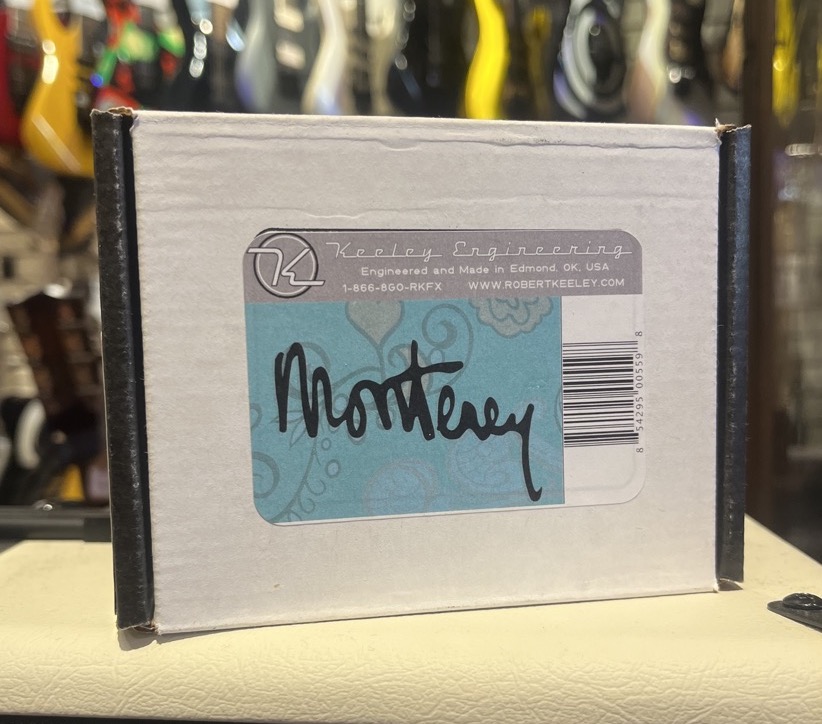 Keeley Engineering
Engineered and Made in Edmond, OK, USA
1-866-8GO-RKFX WWW.ROBERTKEELEY.COM
Monterey
8 54295 00559 8